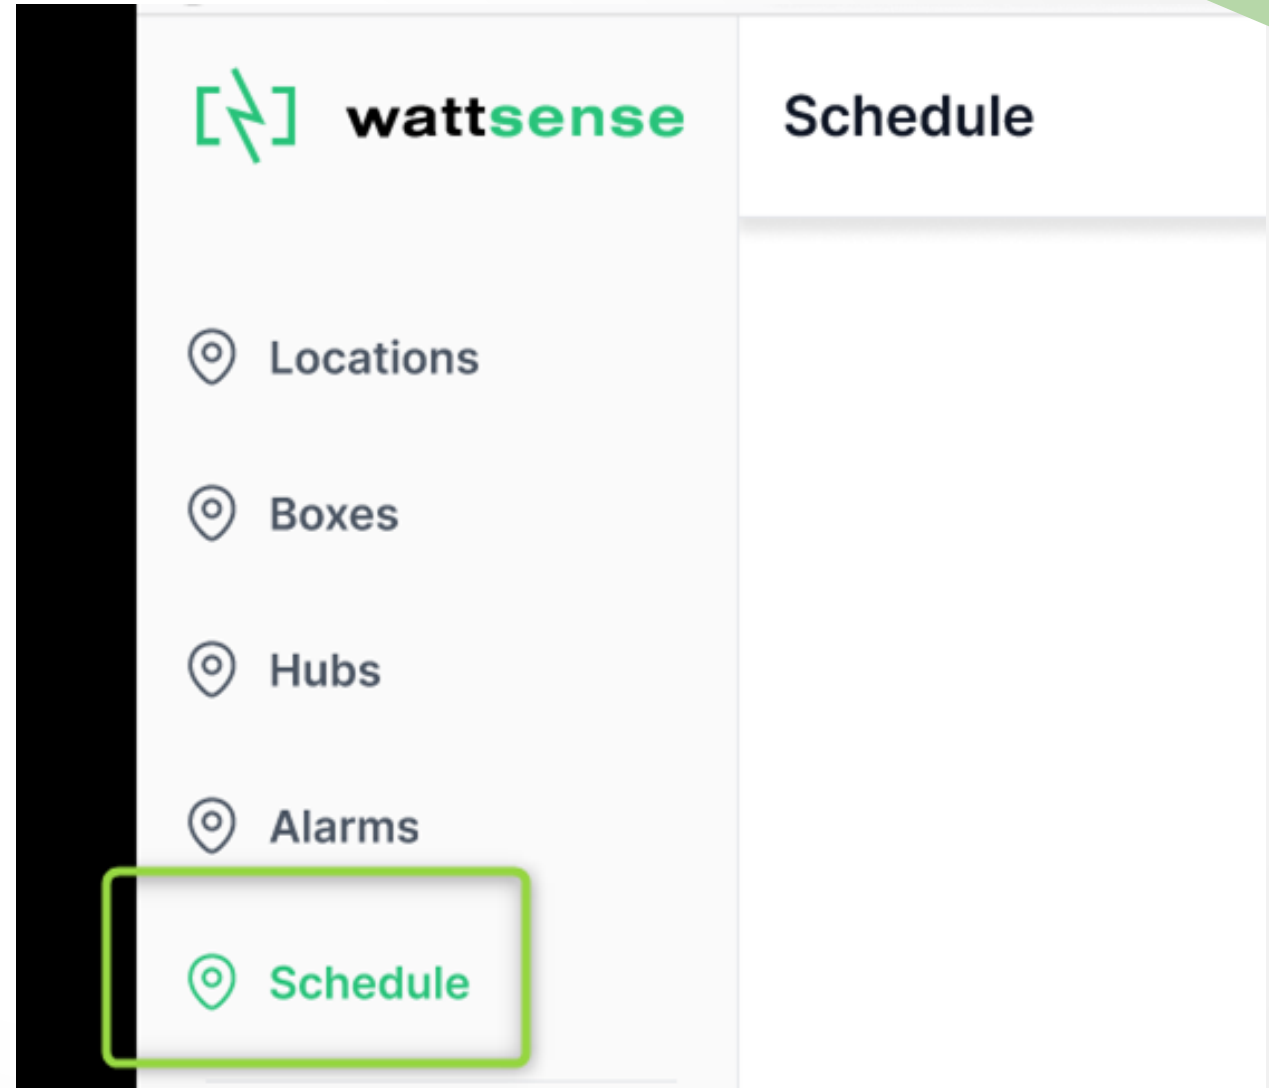 wattsense
Schedule
Locations
Boxes
Hubs
Alarms
Schedule